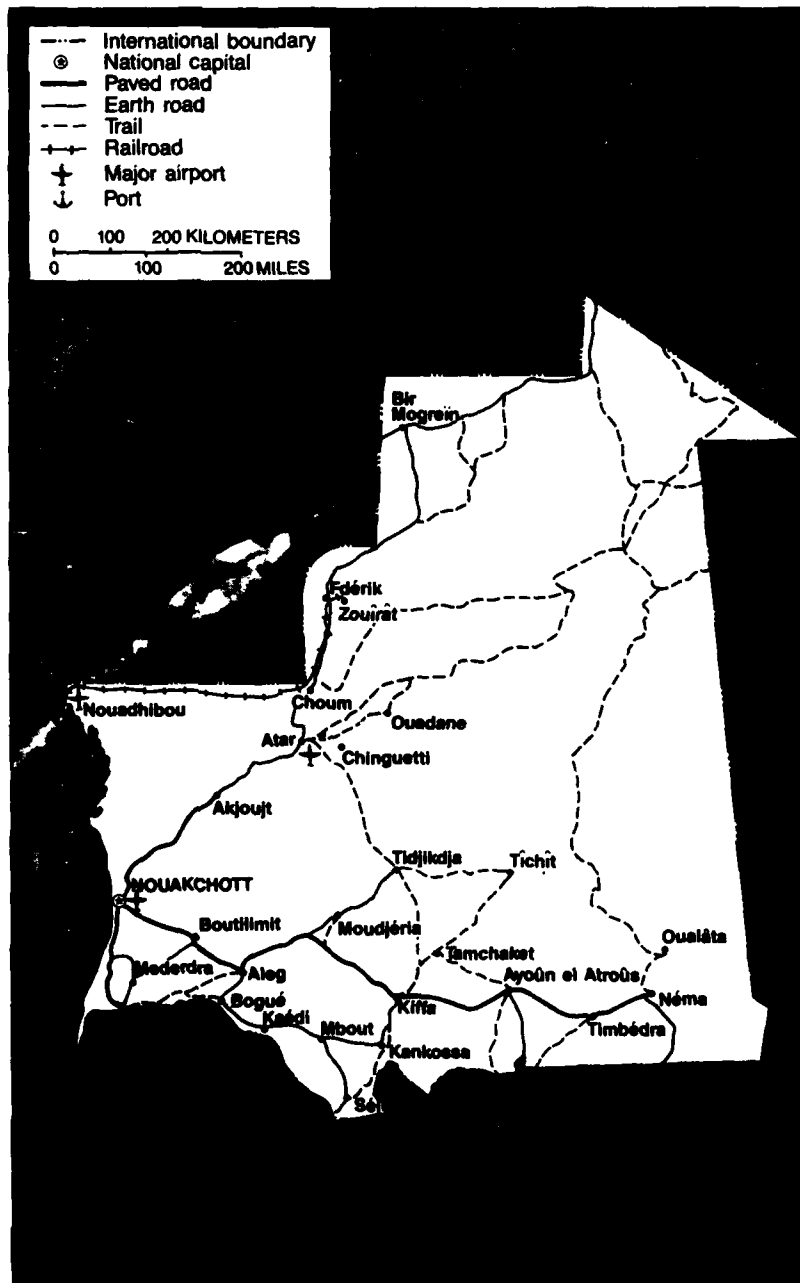 International boundary
National capital
Paved road
Earth road
Trail
Railroad
Major airport
Port
0 100 200 KILOMETERS
0 100 200 MILES
Bir
Mogreïn
Fdérik
Zouîrât
Choum
Nouadhibou
Ouadane
Atar
Chinguetti
Akjoujt
Tidjikdja
Tîchît
NOUAKCHOTT
Boutilimit
Moudjéria
Oualâta
Tamchaket
Mederdra
Aleg
Ayoûn el Atroûs
Bogué
Kiffa
Néma
Kaédi
Mbout
Timbédra
Kankossa